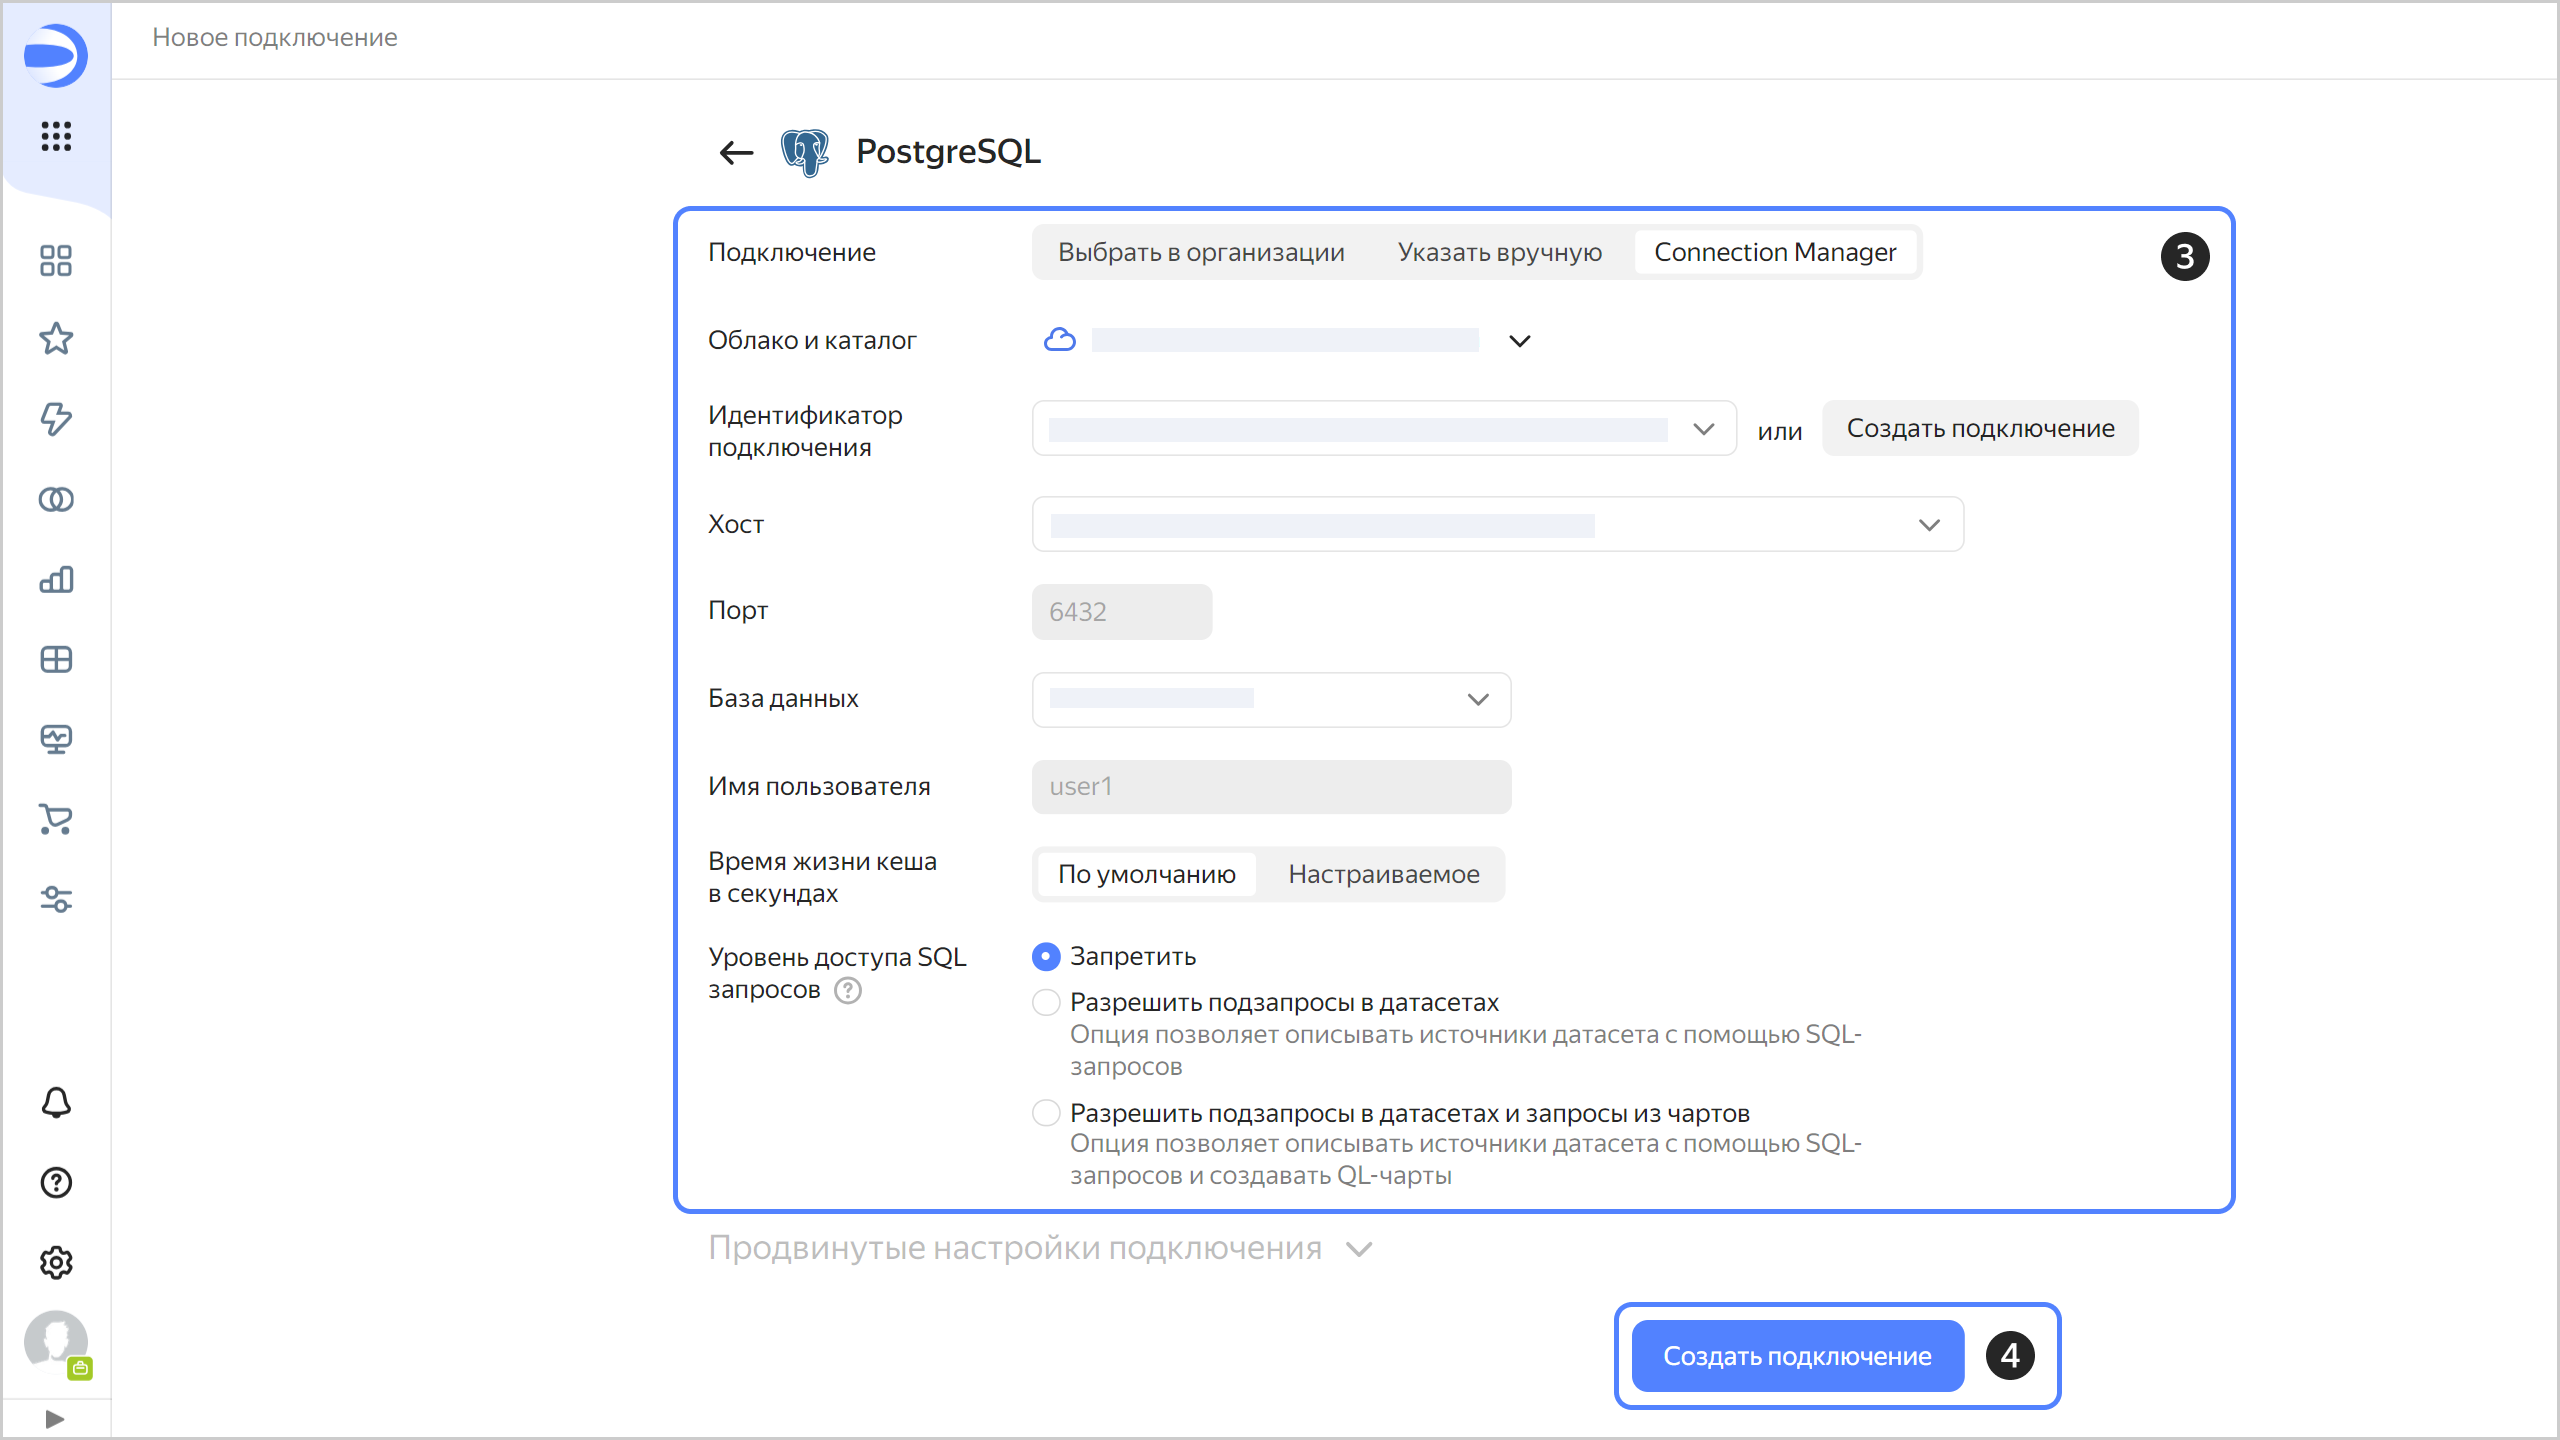 Новое подключение
PostgreSQL
Подключение
Выбрать в организации
Указать вручную
Connection Manager
3
Облако и каталог
Идентификатор
подключения
или
Создать подключение
Хост
Порт
6432
База данных
Имя пользователя
user1
Время жизни кеша
в секундах
По умолчанию
Настраиваемое
Уровень доступа SQL
запросов
Запретить
Разрешить подзапросы в датасетах
Опция позволяет описывать источники датасета с помощью SQL-
запросов
Разрешить подзапросы в датасетах и запросы из чартов
Опция позволяет описывать источники датасета с помощью SQL-
запросов и создавать QL-чарты
Продвинутые настройки подключения
Создать подключение
4